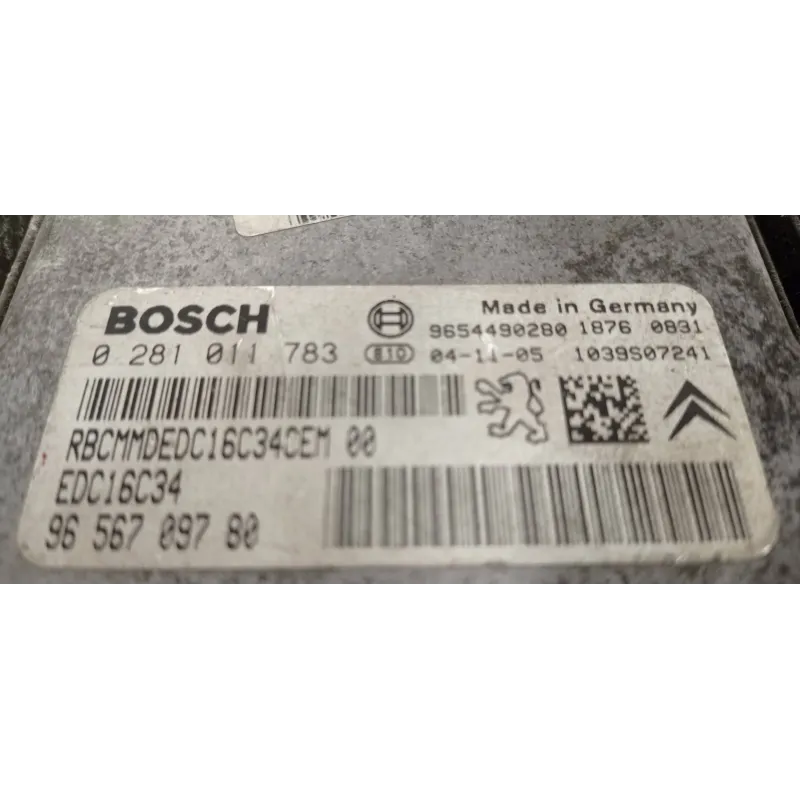 BOSCH
Made in Germany
9654490280 1876 0831
0 281 011 783 e10 04-11-05 1039S07241
RBCMMDEDC16C34CEM 00
EDC16C34
96 567 097 80